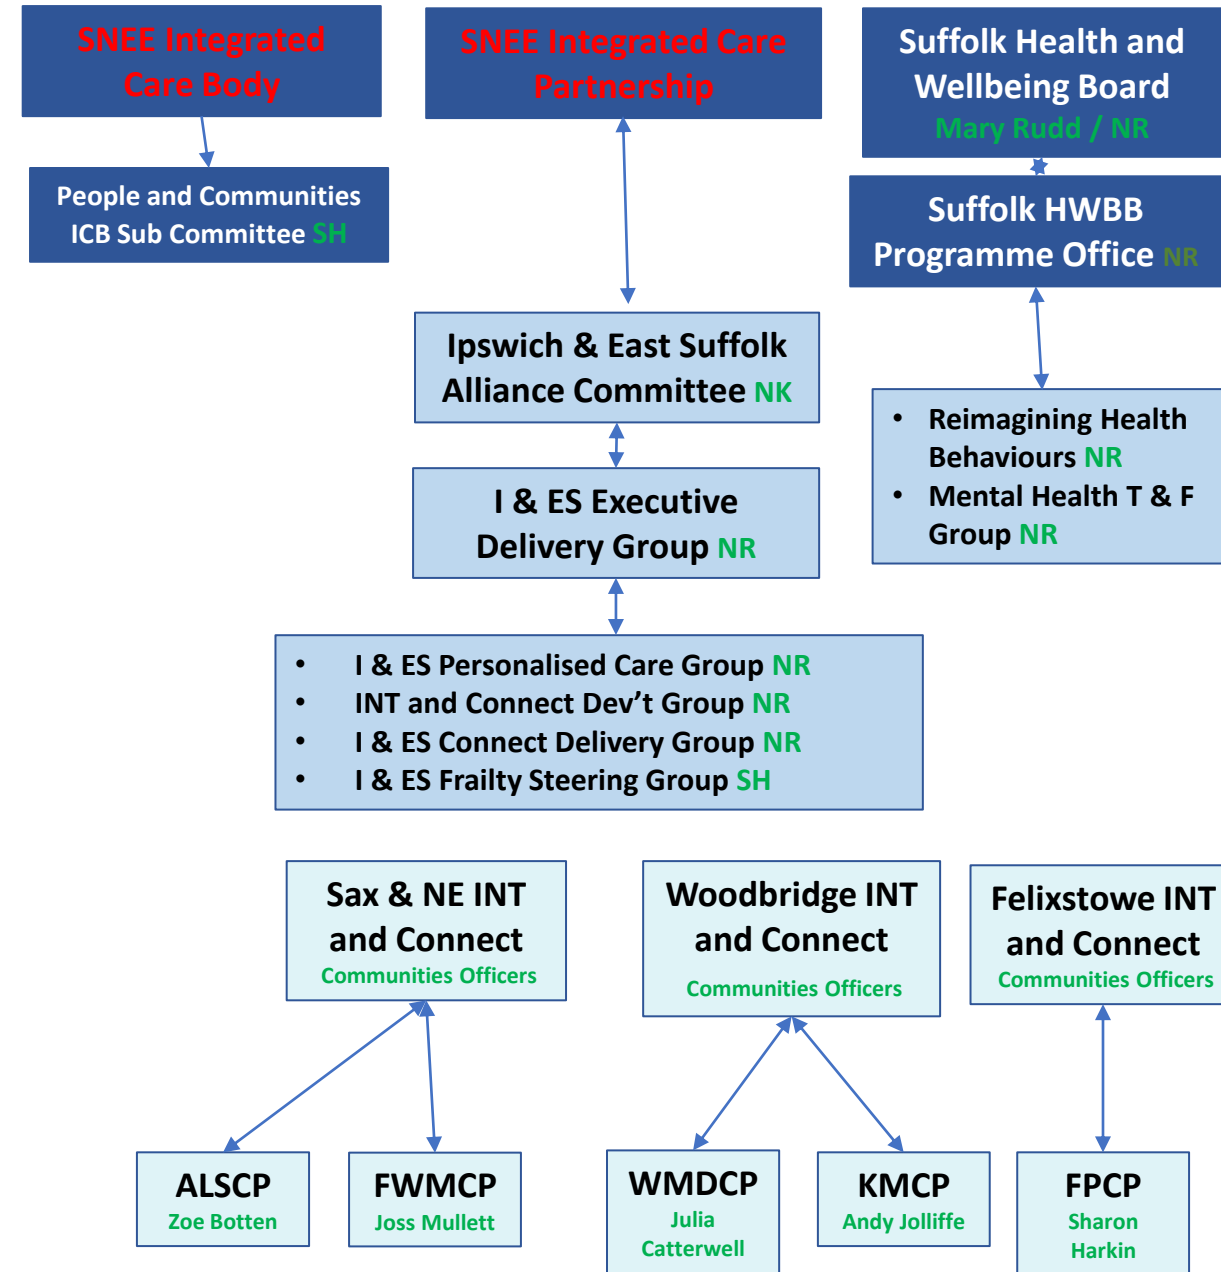 SNEE Integrated
Care Body
SNEE Integrated Care
Partnership
Suffolk Health and
Wellbeing Board
Mary Rudd / NR
People and Communities
ICB Sub Committee SH
Suffolk HWBB
Programme Office NR
Ipswich & East Suffolk
Alliance Committee NK
• Reimagining Health
Behaviours NR
• Mental Health T & F
Group NR
I & ES Executive
Delivery Group NR
• I & ES Personalised Care Group NR
• INT and Connect Dev’t Group NR
• I & ES Connect Delivery Group NR
• I & ES Frailty Steering Group SH
Sax & NE INT
and Connect
Communities Officers
Woodbridge INT
and Connect
Communities Officers
Felixstowe INT
and Connect
Communities Officers
ALSCP
Zoe Botten
FWMCP
Joss Mullett
WMDCP
Julia
Catterwell
KMCP
Andy Jolliffe
FPCP
Sharon
Harkin